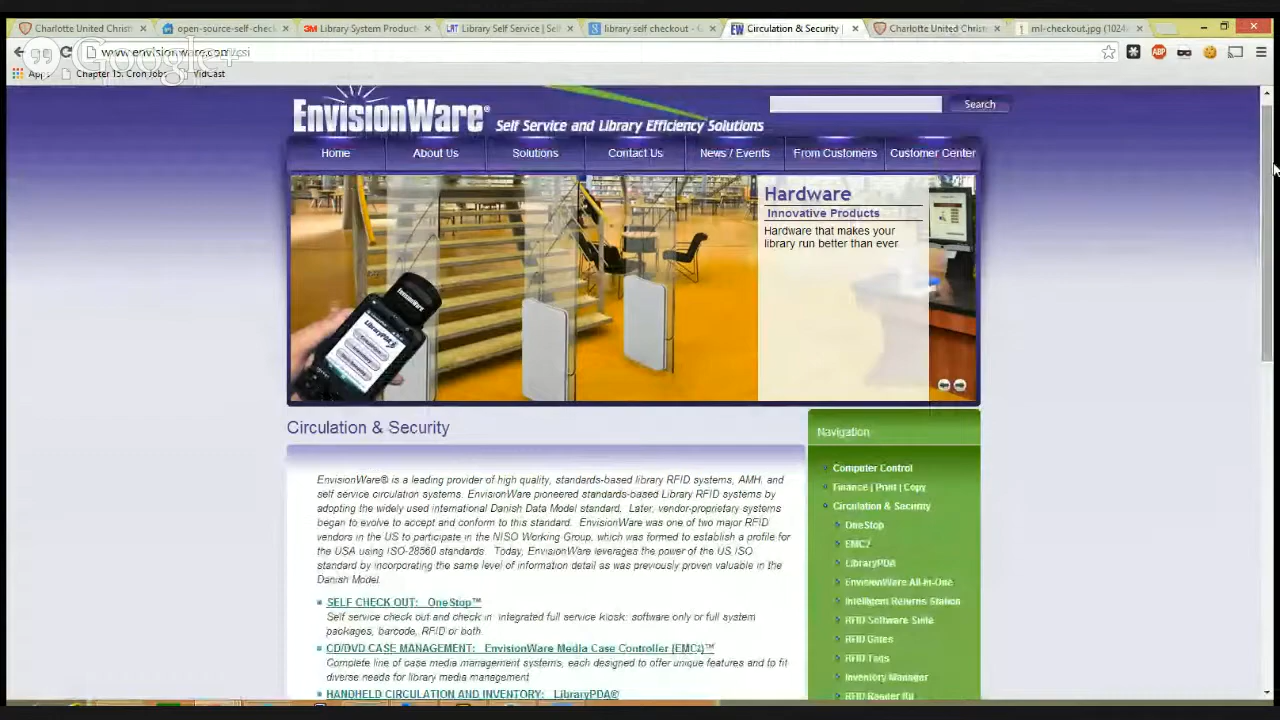 Charlotte United Christ
open-source-self-check
3M Library System Product
LAT Library Self Service | Sel
library self checkout - G
EW Circulation & Security |
Charlotte United Christ
ml-checkout.jpg (1024
www.envisionware.com/csi
Google+
Apps Chapter 15. Cron Jobs VidCast
EnvisionWare® Self Service and Library Efficiency Solutions
Search
Home About Us Solutions Contact Us News / Events From Customers Customer Center
Hardware
Innovative Products
Hardware that makes your
library run better than ever
EnvisionWare
LibraryPDA
Circulation & Security
EnvisionWare® is a leading provider of high quality, standards-based library RFID systems, AMH, and
self service circulation systems. EnvisionWare pioneered standards-based Library RFID systems by
adopting the widely used international Danish Data Model standard. Later, vendor-proprietary systems
began to evolve to accept and conform to this standard. EnvisionWare was one of two major RFID
vendors in the US to participate in the NISO Working Group, which was formed to establish a profile for
the USA using ISO-28560 standards. Today, EnvisionWare leverages the power of the US ISO
standard by incorporating the same level of information detail as was previously proven valuable in the
Danish Model.
SELF CHECK OUT: OneStop™
Self service check out and check in integrated full service kiosk: software only or full system
packages, barcode, RFID or both
CD/DVD CASE MANAGEMENT: EnvisionWare Media Case Controller (EMC2)™
Complete line of case media management systems, each designed to offer unique features and to fit
diverse needs for library media management
HANDHELD CIRCULATION AND INVENTORY: LibraryPDA®
Navigation
Computer Control
Finance | Print | Copy
Circulation & Security
OneStop
EMC2
LibraryPDA
EnvisionWare All-in-One
Intelligent Returns Station
RFID Software Suite
RFID Gates
RFID Tags
Inventory Manager
RFID Reader Kit